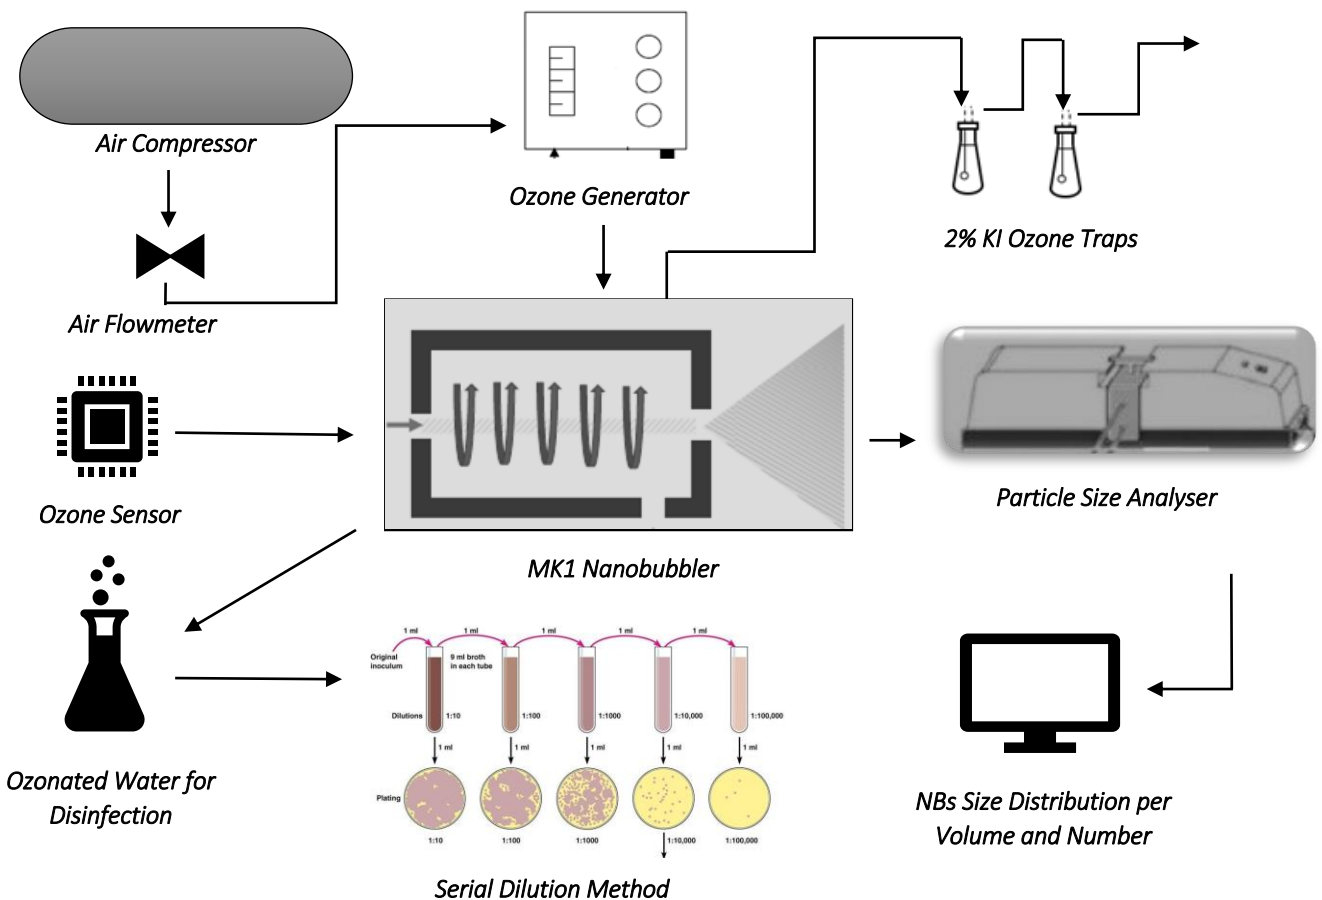 Air Compressor
Ozone Generator
2% KI Ozone Traps
Air Flowmeter
Ozone Sensor
Particle Size Analyser
MK1 Nanobubbler
1 ml
1 ml
1 ml
1 ml
1 ml
Original
inoculum
9 ml broth
in each tube
Dilutions
1:10
1:100
1:1000
1:10,000
1:100,000
1 ml
1 ml
1 ml
1 ml
1 ml
Plating
1:10
1:100
1:1000
1:10,000
1:100,000
Ozonated Water for
Disinfection
NBs Size Distribution per
Volume and Number
Serial Dilution Method